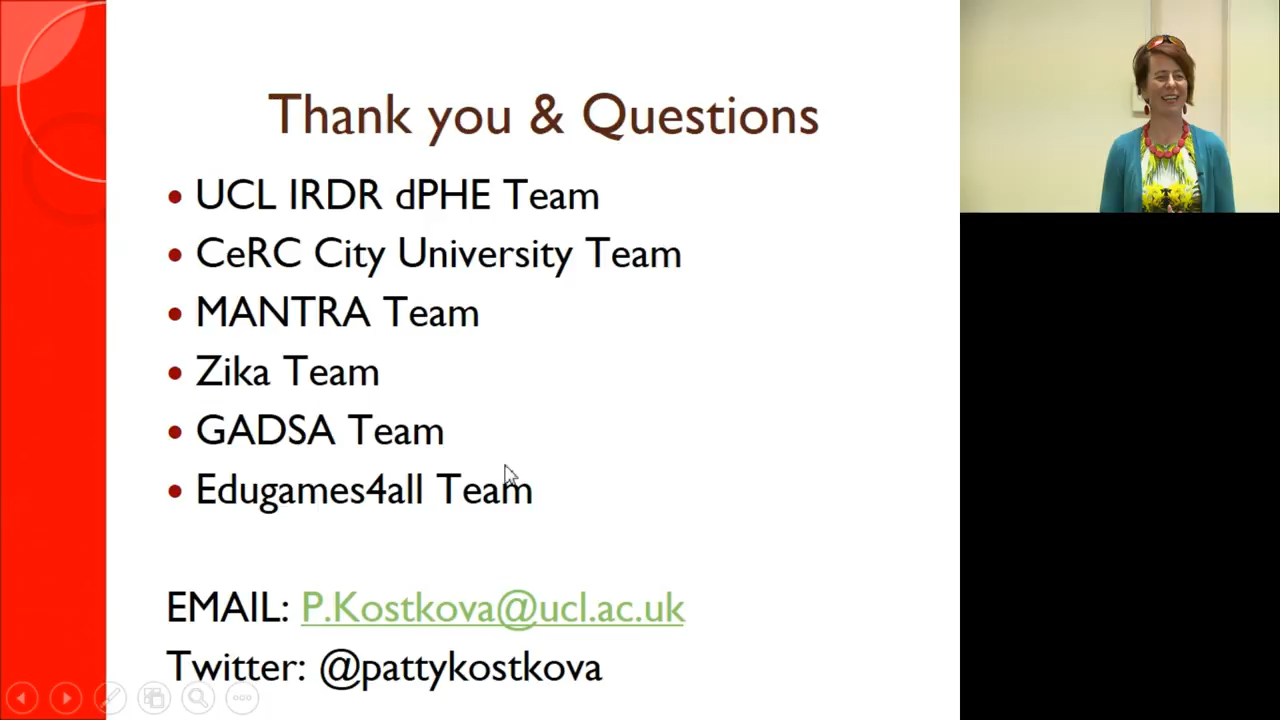 Thank you & Questions
UCL IRDR dPHE Team
CeRC City University Team
MANTRA Team
Zika Team
GADSA Team
Edugames4all Team
EMAIL: P.Kostkova@ucl.ac.uk
Twitter: @pattykostkova